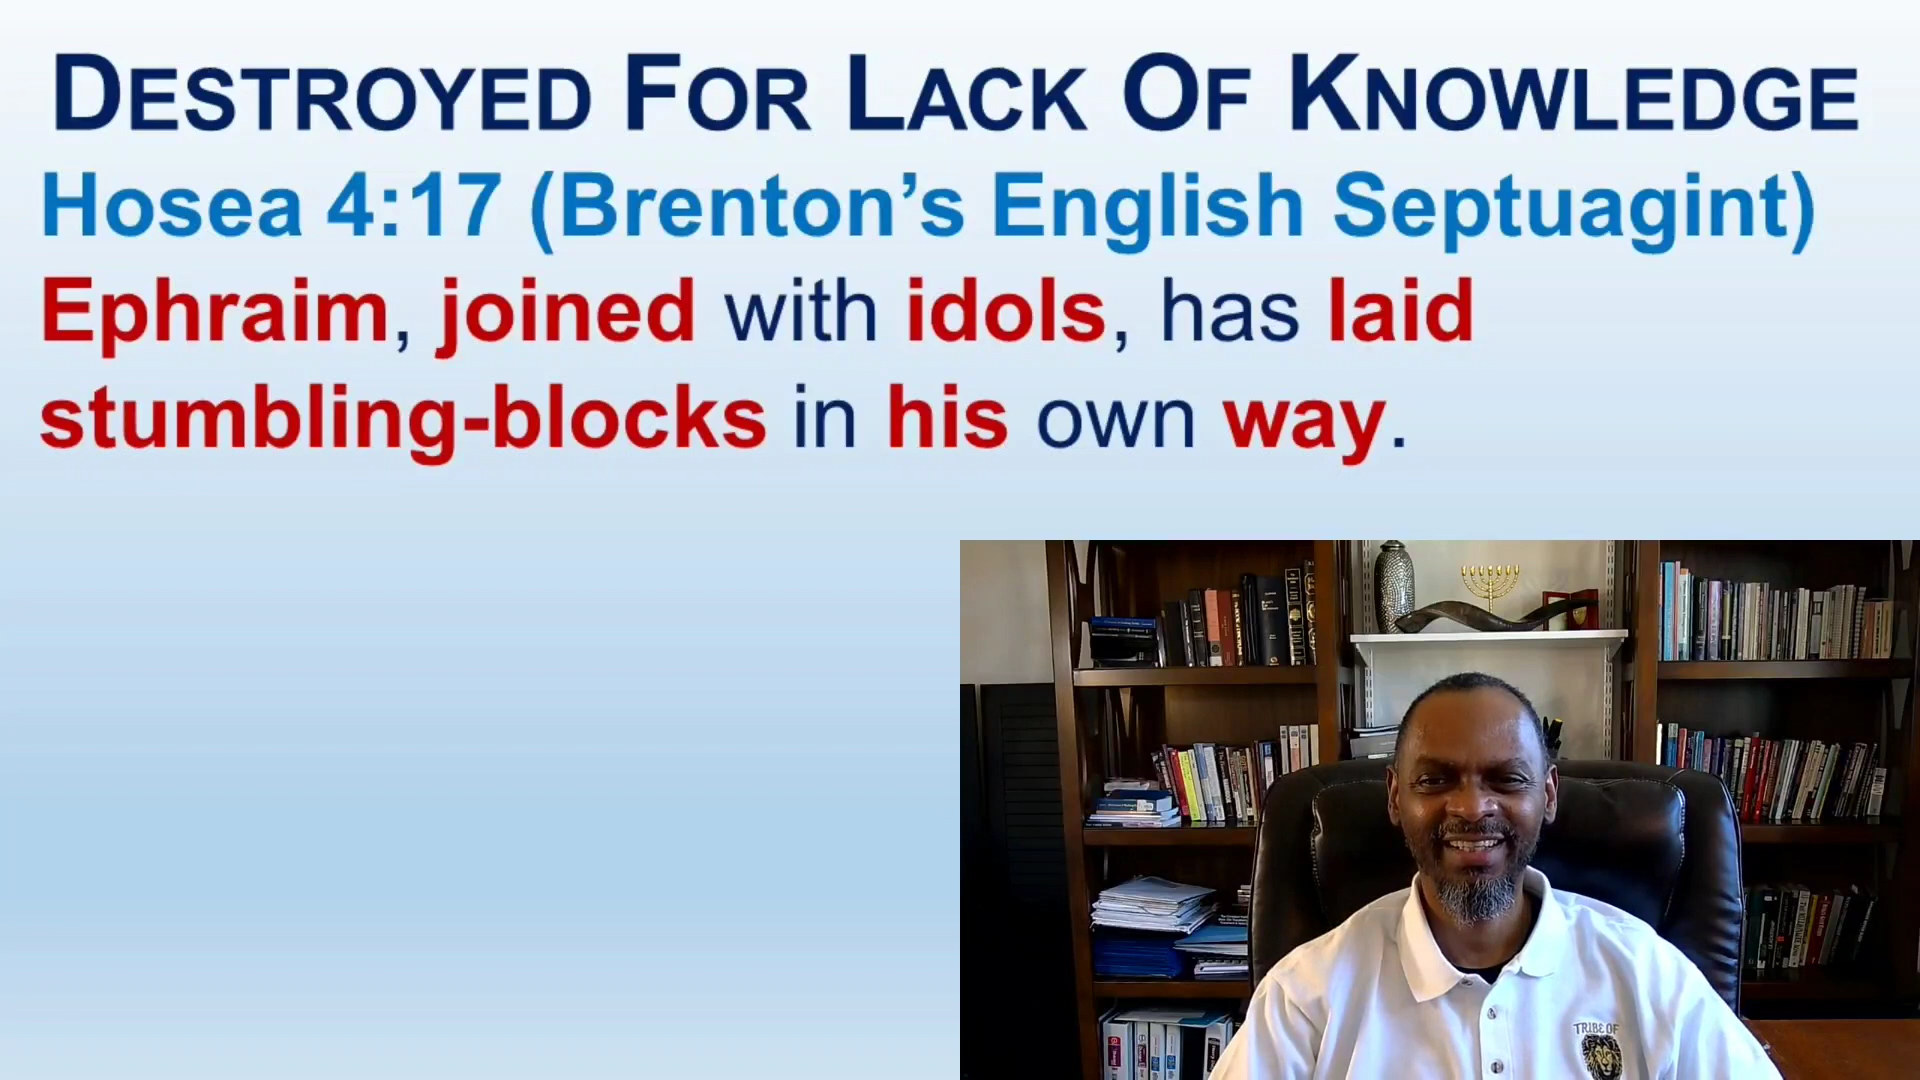 DESTROYED FOR LACK OF KNOWLEDGE
Hosea 4:17 (Brenton’s English Septuagint)
Ephraim, joined with idols, has laid
stumbling-blocks in his own way.
TRIBE OF